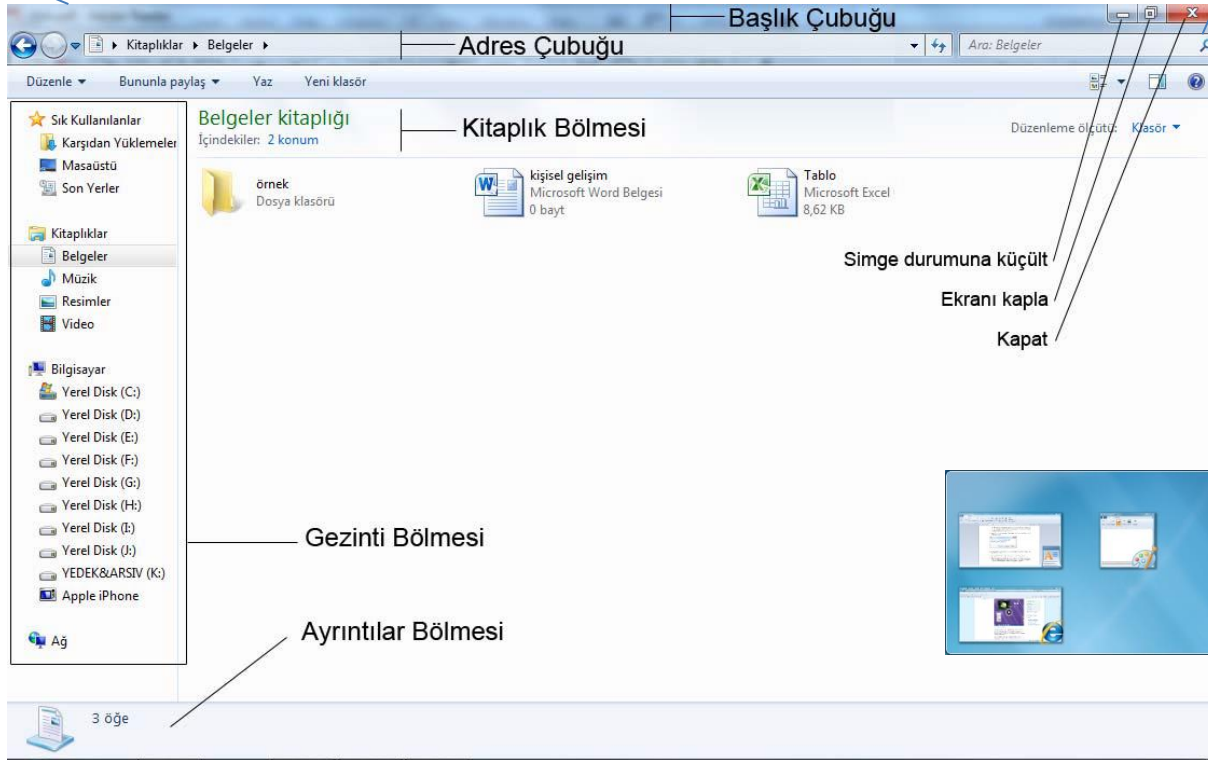 Başlık Çubuğu
Kitaplıklar Belgeler
Adres Çubuğu
Ara: Belgeler
Düzenle Bununla paylaş Yaz Yeni klasör
Sık Kullanılanlar
Karşıdan Yüklemeler
Masaüstü
Son Yerler
Kitaplıklar
Belgeler
Müzik
Resimler
Video
Bilgisayar
Yerel Disk (C:)
Yerel Disk (D:)
Yerel Disk (E:)
Yerel Disk (F:)
Yerel Disk (G:)
Yerel Disk (H:)
Yerel Disk (I:)
Yerel Disk (J:)
YEDEK&ARSIV (K:)
Apple iPhone
Ağ
Belgeler kitaplığı
İçindekiler: 2 konum
Kitaplık Bölmesi
Düzenleme ölçütü: Klasör
örnek
Dosya klasörü
kişisel gelişim
Microsoft Word Belgesi
0 bayt
Tablo
Microsoft Excel
8,62 KB
Simge durumuna küçült
Ekranı kapla
Kapat
Gezinti Bölmesi
Ayrıntılar Bölmesi
3 öğe